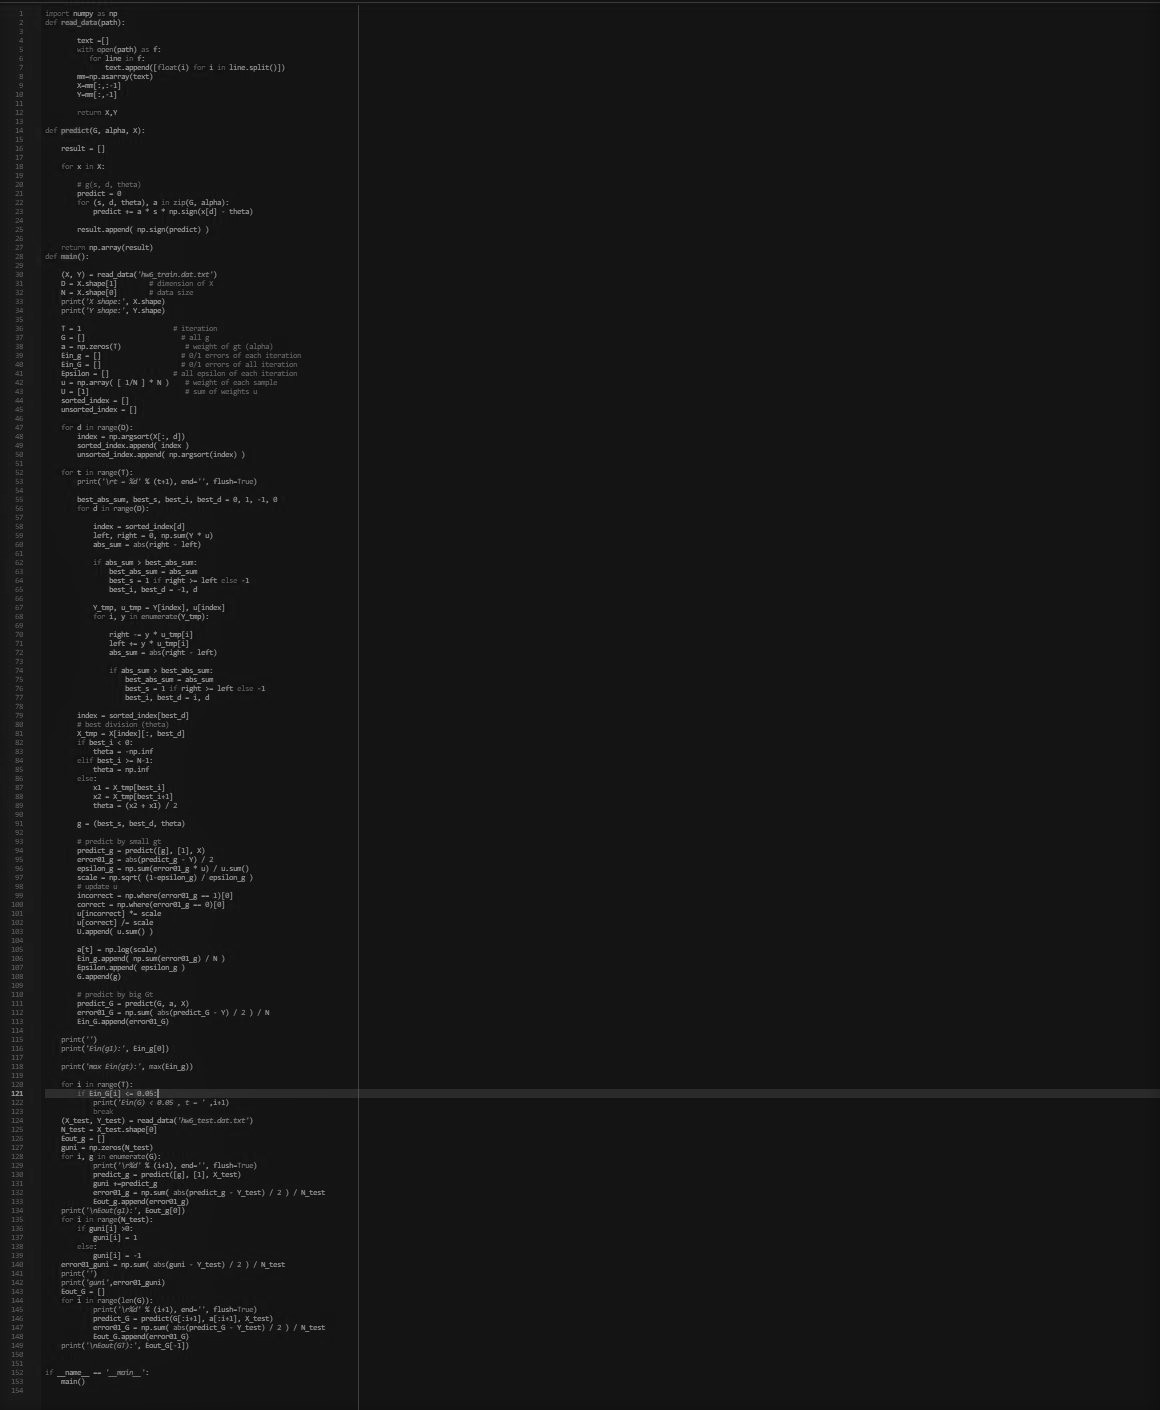 1 import numpy as np
2 def read_data(path):
3
4 text =[]
5 with open(path) as f:
6 for line in f:
7 text.append([float(i) for i in line.split()])
8 mm=np.asarray(text)
9 X=mm[:,:-1]
10 Y=mm[:,-1]
11
12 return X,Y
13
14 def predict(G, alpha, X):
15
16 result = []
17
18 for x in X:
19
20 # g(s, d, theta)
21 predict = 0
22 for (s, d, theta), a in zip(G, alpha):
23 predict += a * s * np.sign(x[d] - theta)
24
25 result.append( np.sign(predict) )
26
27 return np.array(result)
28 def main():
29
30 (X, Y) = read_data('hw6_train.dat.txt')
31 D = X.shape[1] # dimension of X
32 N = X.shape[0] # data size
33 print('X shape:', X.shape)
34 print('Y shape:', Y.shape)
35
36 T = 1 # iteration
37 G = [] # all g
38 a = np.zeros(T) # weight of gt (alpha)
39 Ein_g = [] # 0/1 errors of each iteration
40 Ein_G = [] # 0/1 errors of all iteration
41 Epsilon = [] # all epsilon of each iteration
42 u = np.array( [ 1/N ] * N ) # weight of each sample
43 U = [1] # sum of weights u
44 sorted_index = []
45 unsorted_index = []
46
47 for d in range(D):
48 index = np.argsort(X[:, d])
49 sorted_index.append( index )
50 unsorted_index.append( np.argsort(index) )
51
52 for t in range(T):
53 print('\rt = %d' % (t+1), end='', flush=True)
54
55 best_abs_sum, best_s, best_i, best_d = 0, 1, -1, 0
56 for d in range(D):
57
58 index = sorted_index[d]
59 left, right = 0, np.sum(Y * u)
60 abs_sum = abs(right - left)
61
62 if abs_sum > best_abs_sum:
63 best_abs_sum = abs_sum
64 best_s = 1 if right >= left else -1
65 best_i, best_d = -1, d
66
67 Y_tmp, u_tmp = Y[index], u[index]
68 for i, y in enumerate(Y_tmp):
69
70 right -= y * u_tmp[i]
71 left += y * u_tmp[i]
72 abs_sum = abs(right - left)
73
74 if abs_sum > best_abs_sum:
75 best_abs_sum = abs_sum
76 best_s = 1 if right >= left else -1
77 best_i, best_d = i, d
78
79 index = sorted_index[best_d]
80 # best division (theta)
81 X_tmp = X[index][:, best_d]
82 if best_i < 0:
83 theta = -np.inf
84 elif best_i >= N-1:
85 theta = np.inf
86 else:
87 x1 = X_tmp[best_i]
88 x2 = X_tmp[best_i+1]
89 theta = (x2 + x1) / 2
90
91 g = (best_s, best_d, theta)
92
93 # predict by small gt
94 predict_g = predict([g], [1], X)
95 error01_g = abs(predict_g - Y) / 2
96 epsilon_g = np.sum(error01_g * u) / u.sum()
97 scale = np.sqrt( (1-epsilon_g) / epsilon_g )
98 # update u
99 incorrect = np.where(error01_g == 1)[0]
100 correct = np.where(error01_g == 0)[0]
101 u[incorrect] *= scale
102 u[correct] /= scale
103 U.append( u.sum() )
104
105 a[t] = np.log(scale)
106 Ein_g.append( np.sum(error01_g) / N )
107 Epsilon.append( epsilon_g )
108 G.append(g)
109
110 # predict by big Gt
111 predict_G = predict(G, a, X)
112 error01_G = np.sum( abs(predict_G - Y) / 2 ) / N
113 Ein_G.append(error01_G)
114
115 print('')
116 print('Ein(g1):', Ein_g[0])
117
118 print('max Ein(gt):', max(Ein_g))
119
120 for i in range(T):
121 if Ein_G[i] <= 0.05:
122 print('Ein(G) < 0.05 , t = ' ,i+1)
123 break
124 (X_test, Y_test) = read_data('hw6_test.dat.txt')
125 N_test = X_test.shape[0]
126 Eout_g = []
127 guni = np.zeros(N_test)
128 for i, g in enumerate(G):
129 print('\r%d' % (i+1), end='', flush=True)
130 predict_g = predict([g], [1], X_test)
131 guni +=predict_g
132 error01_g = np.sum( abs(predict_g - Y_test) / 2 ) / N_test
133 Eout_g.append(error01_g)
134 print('\nEout(g1):', Eout_g[0])
135 for i in range(N_test):
136 if guni[i] >0:
137 guni[i] = 1
138 else:
139 guni[i] = -1
140 error01_guni = np.sum( abs(guni - Y_test) / 2 ) / N_test
141 print('')
142 print('guni',error01_guni)
143 Eout_G = []
144 for i in range(len(G)):
145 print('\r%d' % (i+1), end='', flush=True)
146 predict_G = predict(G[:i+1], a[:i+1], X_test)
147 error01_G = np.sum( abs(predict_G - Y_test) / 2 ) / N_test
148 Eout_G.append(error01_G)
149 print('\nEout(GT):', Eout_G[-1])
150
151
152 if __name__ == '__main__':
153 main()
154